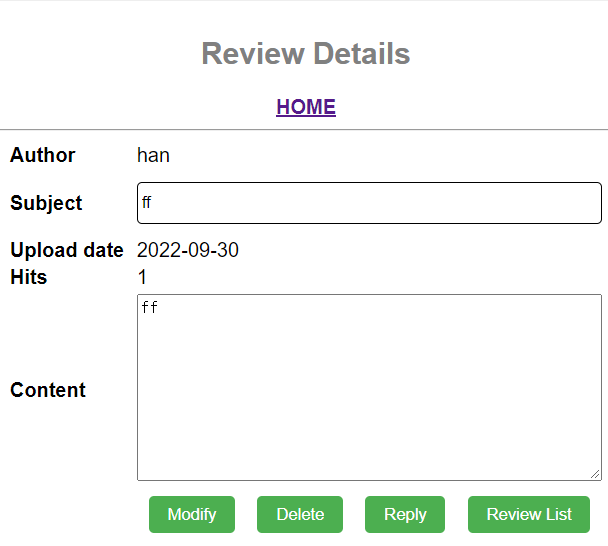 Review Details
HOME
Author han
Subject ff
Upload date 2022-09-30
Hits 1
Content ff
Modify Delete Reply Review List